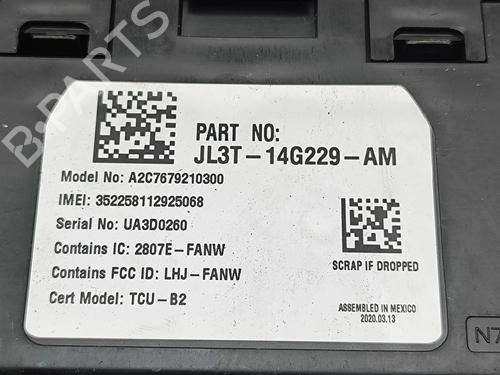 B-PARTS
PART NO:
JL3T-14G229-AM
Model No: A2C7679210300
IMEI: 352258112925068
Serial No: UA3D0260
Contains IC: 2807E-FANW
Contains FCC ID: LHJ-FANW
Cert Model: TCU-B2
SCRAP IF DROPPED
ASSEMBLED IN MEXICO
2020.03.13
N7